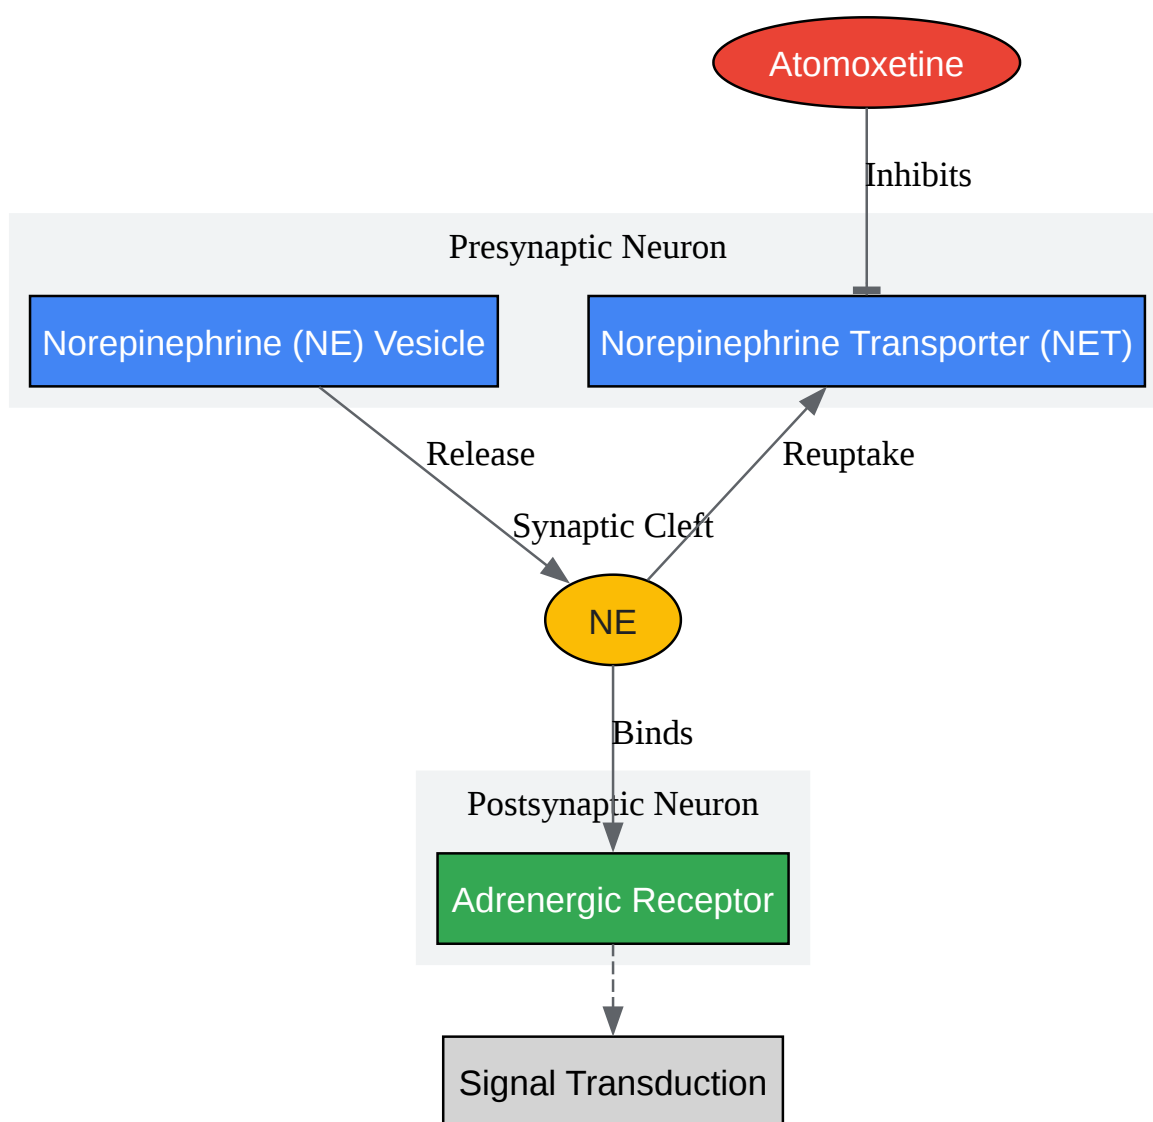 Atomoxetine
Inhibits
Presynaptic Neuron
Norepinephrine (NE) Vesicle
Norepinephrine Transporter (NET)
Release
Reuptake
Synaptic Cleft
NE
Binds
Postsynaptic Neuron
Adrenergic Receptor
Signal Transduction